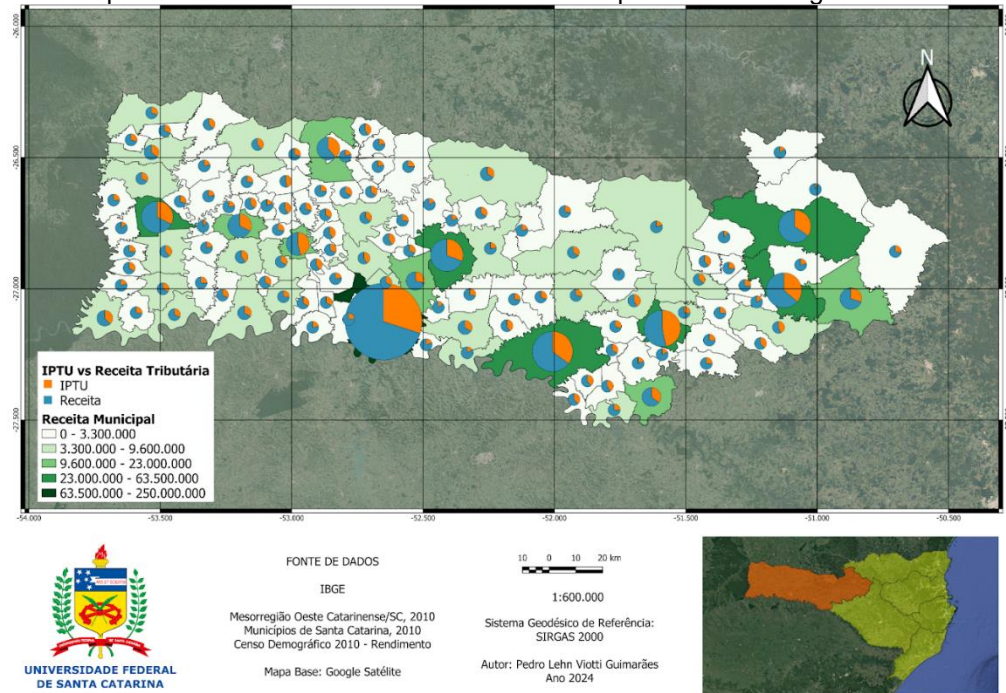 -26.000
-26.500
-27.000
-27.500
N
IPTU vs Receita Tributária
IPTU
Receita
Receita Municipal
0 - 3.300.000
3.300.000 - 9.600.000
9.600.000 - 23.000.000
23.000.000 - 63.500.000
63.500.000 - 250.000.000
-54.000 -53.500 -53.000 -52.500 -52.000 -51.500 -51.000 -50.500
FONTE DE DADOS
IBGE
Mesorregião Oeste Catarinense/SC, 2010
Municípios de Santa Catarina, 2010
Censo Demográfico 2010 - Rendimento
Mapa Base: Google Satélite
10 0 10 20 km
1:600.000
Sistema Geodésico de Referência:
SIRGAS 2000
Autor: Pedro Lehn Viotti Guimarães
Ano 2024
UNIVERSIDADE FEDERAL
DE SANTA CATARINA